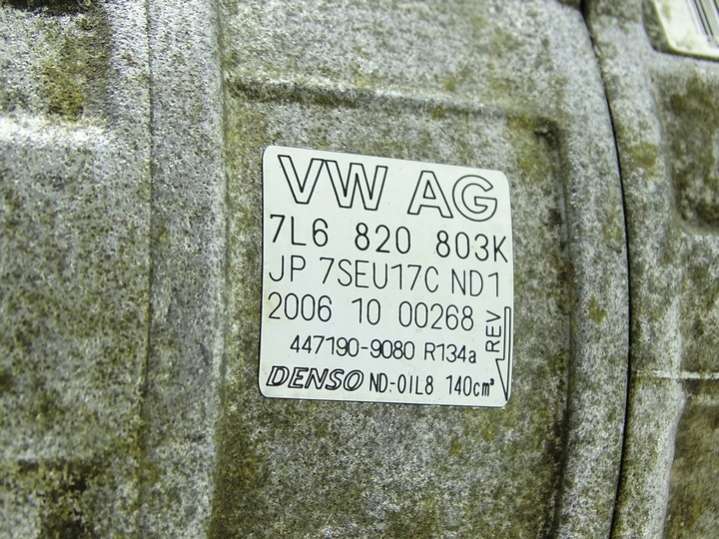 VW AG
7L6 820 803K
JP 7SEU17C ND1
2006 10 00268
REV
447190-9080 R134a
DENSO ND-OIL8 140cm³